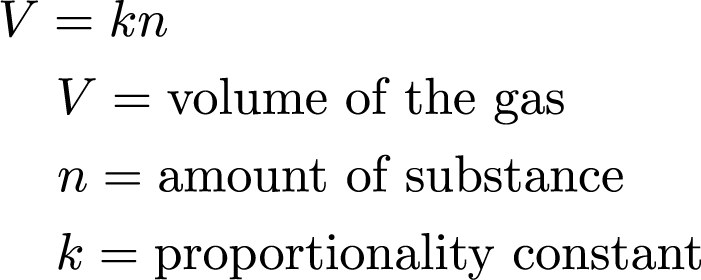 V = kn
V = volume of the gas
n = amount of substance
k = proportionality constant